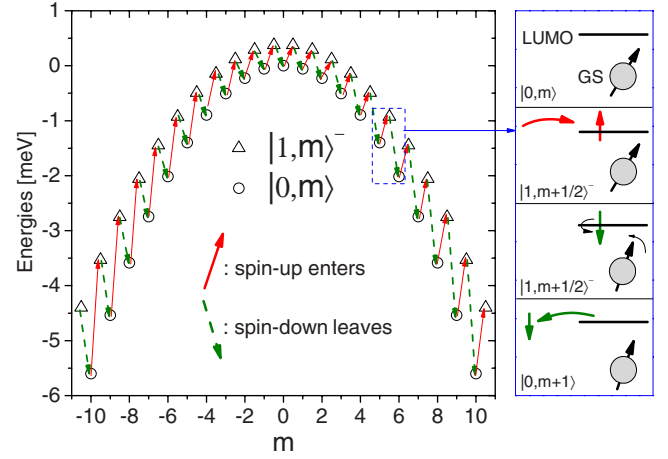 1
0
-1
-2
-3
-4
-5
-6
Energies [meV]
|1,m⟩⁻
|0,m⟩
: spin-up enters
: spin-down leaves
-10 -8 -6 -4 -2 0 2 4 6 8 10
m
LUMO
GS
|0,m⟩
|1,m+1/2⟩⁻
|1,m+1/2⟩⁻
|0,m+1⟩